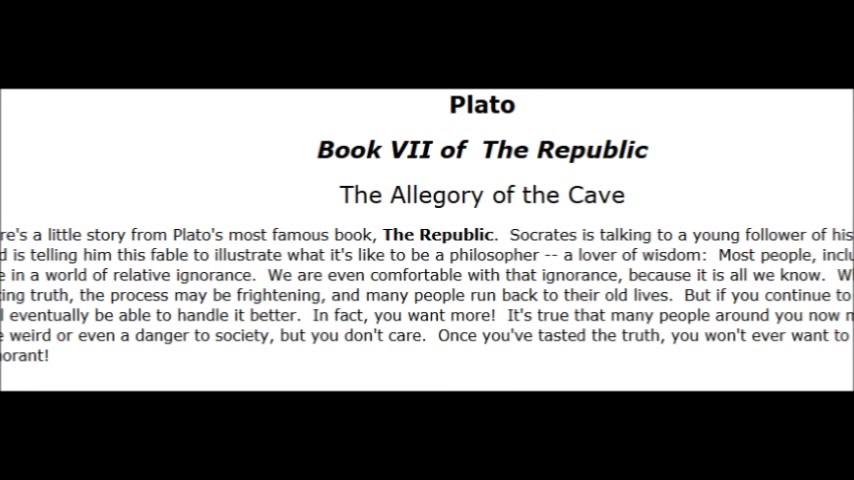 Plato
Book VII of The Republic
The Allegory of the Cave
re's a little story from Plato's most famous book, The Republic. Socrates is talking to a young follower of his
d is telling him this fable to illustrate what it's like to be a philosopher -- a lover of wisdom: Most people, inclu
e in a world of relative ignorance. We are even comfortable with that ignorance, because it is all we know. W
ing truth, the process may be frightening, and many people run back to their old lives. But if you continue to
l eventually be able to handle it better. In fact, you want more! It's true that many people around you now m
e weird or even a danger to society, but you don't care. Once you've tasted the truth, you won't ever want to
orant!